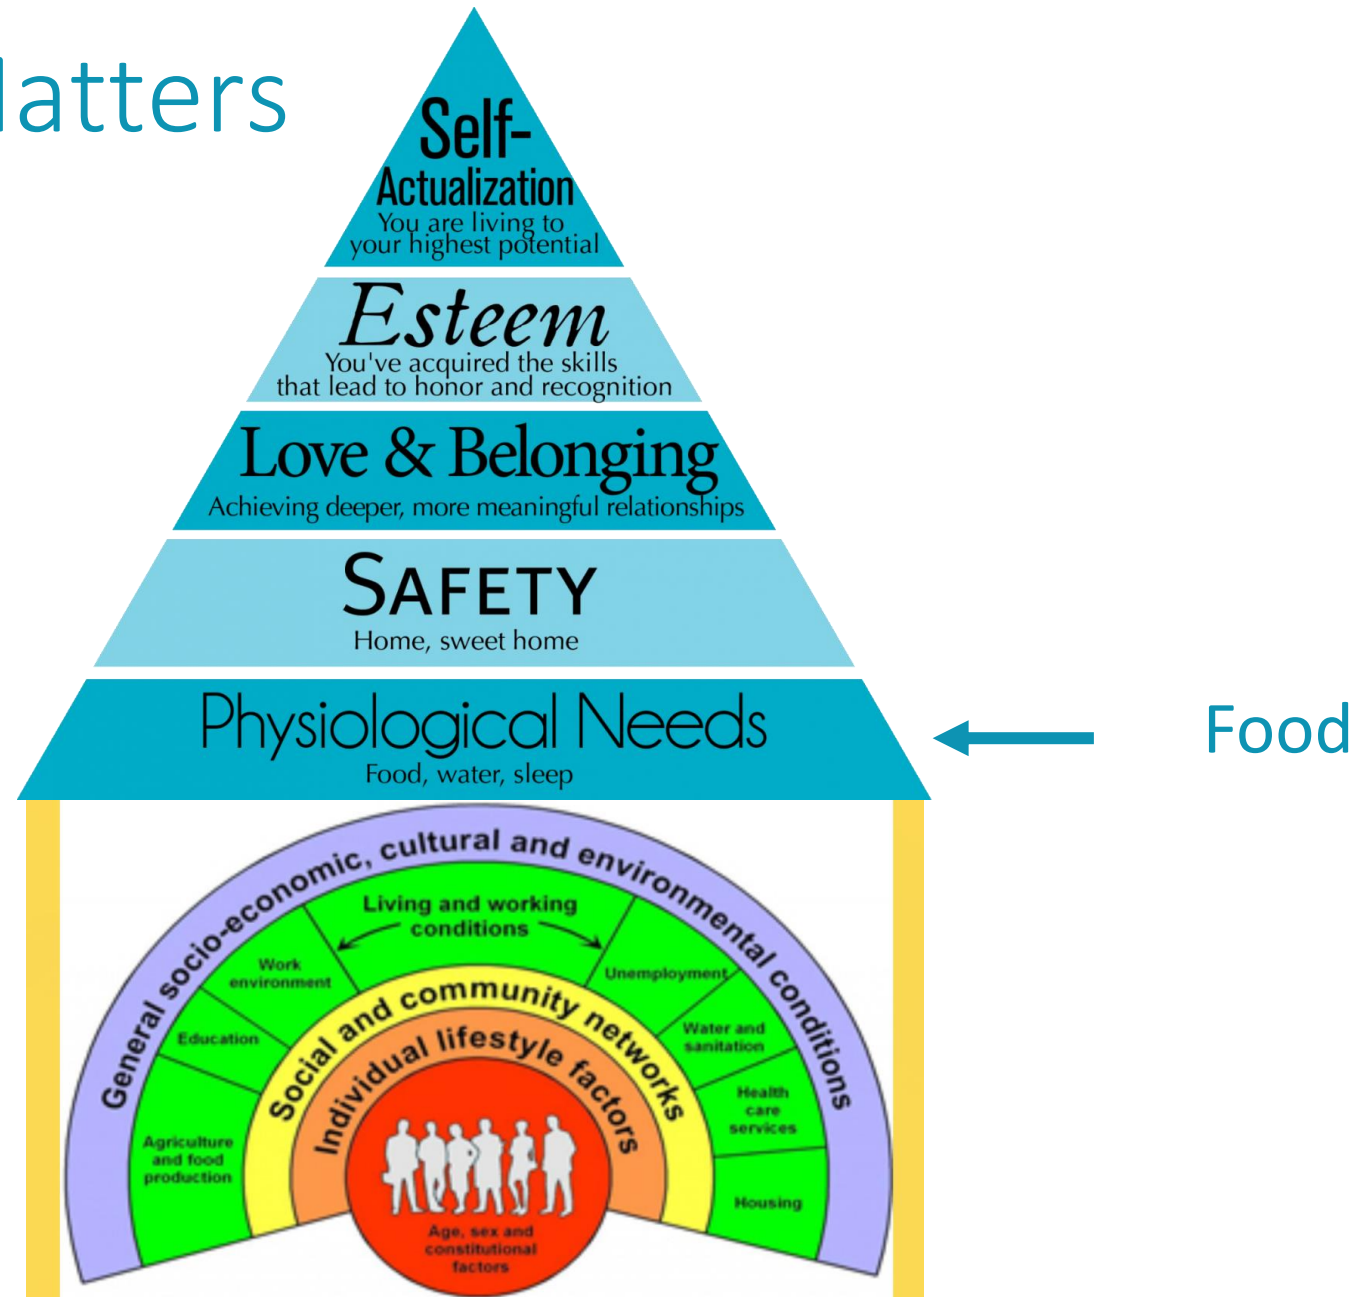 latters
Self-
Actualization
You are living to
your highest potential
Esteem
You've acquired the skills
that lead to honor and recognition
Love & Belonging
Achieving deeper, more meaningful relationships
SAFETY
Home, sweet home
Physiological Needs
Food, water, sleep
Food
General socio-economic, cultural and environmental conditions
Living and working
conditions
Work
environment
Unemployment
Education
Water and
sanitation
Social and community networks
Individual lifestyle factors
Health
care
services
Agriculture
and food
production
Housing
Age, sex and
constitutional
factors